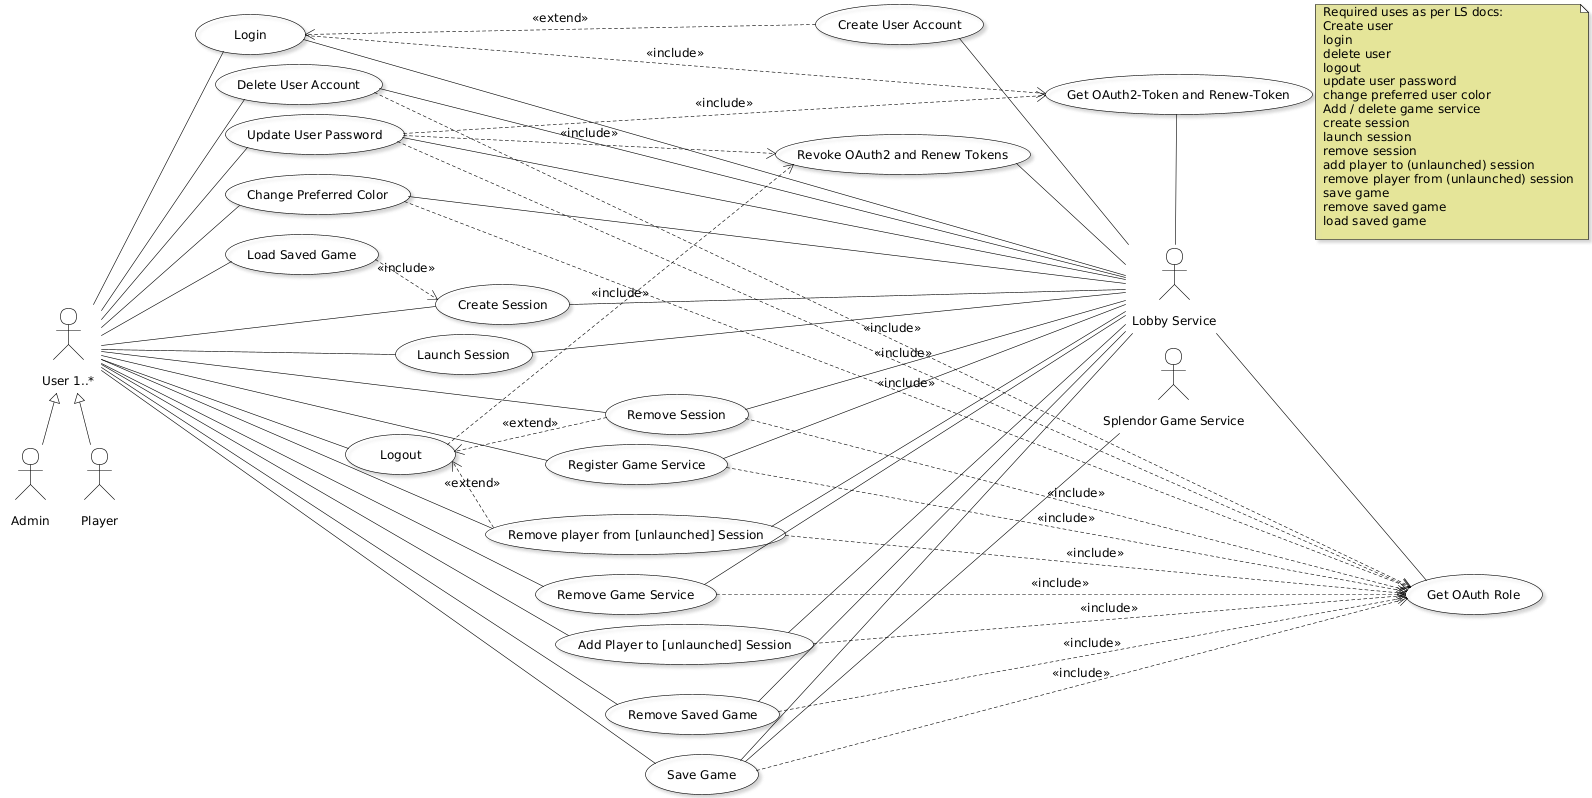 «extend»
Create User Account
Login
«include»
Delete User Account
Get OAuth2-Token and Renew-Token
«include»
Update User Password
«include»
Revoke OAuth2 and Renew Tokens
Change Preferred Color
Load Saved Game
«include»
Create Session
«include»
Lobby Service
«include»
Launch Session
«include»
User 1..*
«include»
Remove Session
Splendor Game Service
«extend»
Logout
Register Game Service
«extend»
«include»
Admin
Player
«include»
Remove player from [unlaunched] Session
«include»
«include»
Remove Game Service
Get OAuth Role
«include»
Add Player to [unlaunched] Session
«include»
«include»
Remove Saved Game
Save Game
Required uses as per LS docs:
Create user
login
delete user
logout
update user password
change preferred user color
Add / delete game service
create session
launch session
remove session
add player to (unlaunched) session
remove player from (unlaunched) session
save game
remove saved game
load saved game